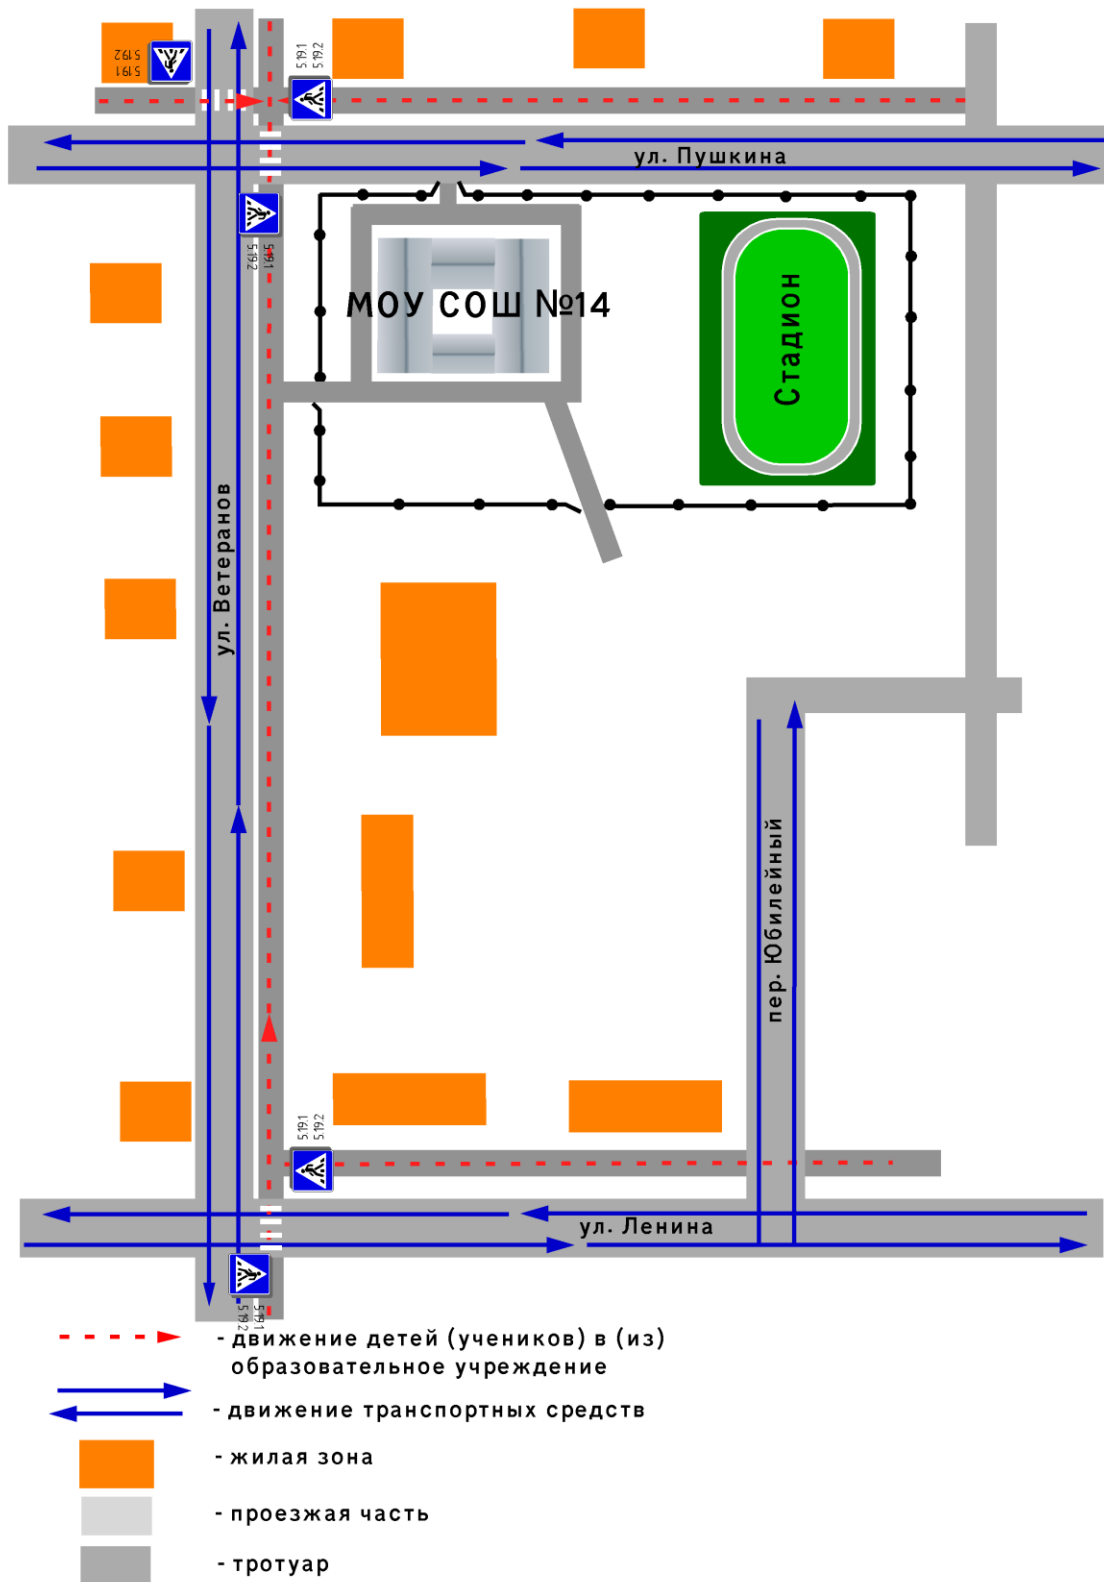 5.19.2
5.19.1
5.19.1
5.19.2
ул. Пушкина
5.19.2
5.19.1
МОУ СОШ №14
Стадион
ул. Ветеранов
пер. Юбилейный
5.19.1
5.19.2
ул. Ленина
5.19.2
5.19.1
- движение детей (учеников) в (из)
образовательное учреждение
- движение транспортных средств
- жилая зона
- проезжая часть
- тротуар